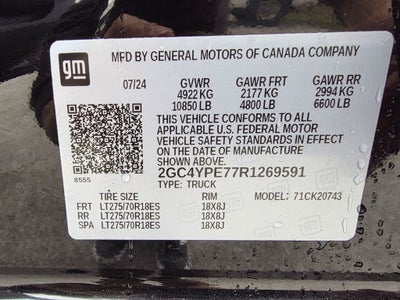 gm
MFD BY GENERAL MOTORS OF CANADA COMPANY
07/24 GVWR GAWR FRT GAWR RR
4922 KG 2177 KG 2994 KG
10850 LB 4800 LB 6600 LB
THIS VEHICLE CONFORMS TO ALL
APPLICABLE U.S. FEDERAL MOTOR
VEHICLE SAFETY STANDARDS IN
EFFECT ON THE DATE OF MANUFACTURE
SHOWN ABOVE.
8555
2GC4YPE77R1269591
TYPE: TRUCK
TIRE SIZE RIM MODEL: 71CK20743
FRT LT275/70R18ES 18X8J
RR LT275/70R18ES 18X8J
SPA LT275/70R18ES 18X8J